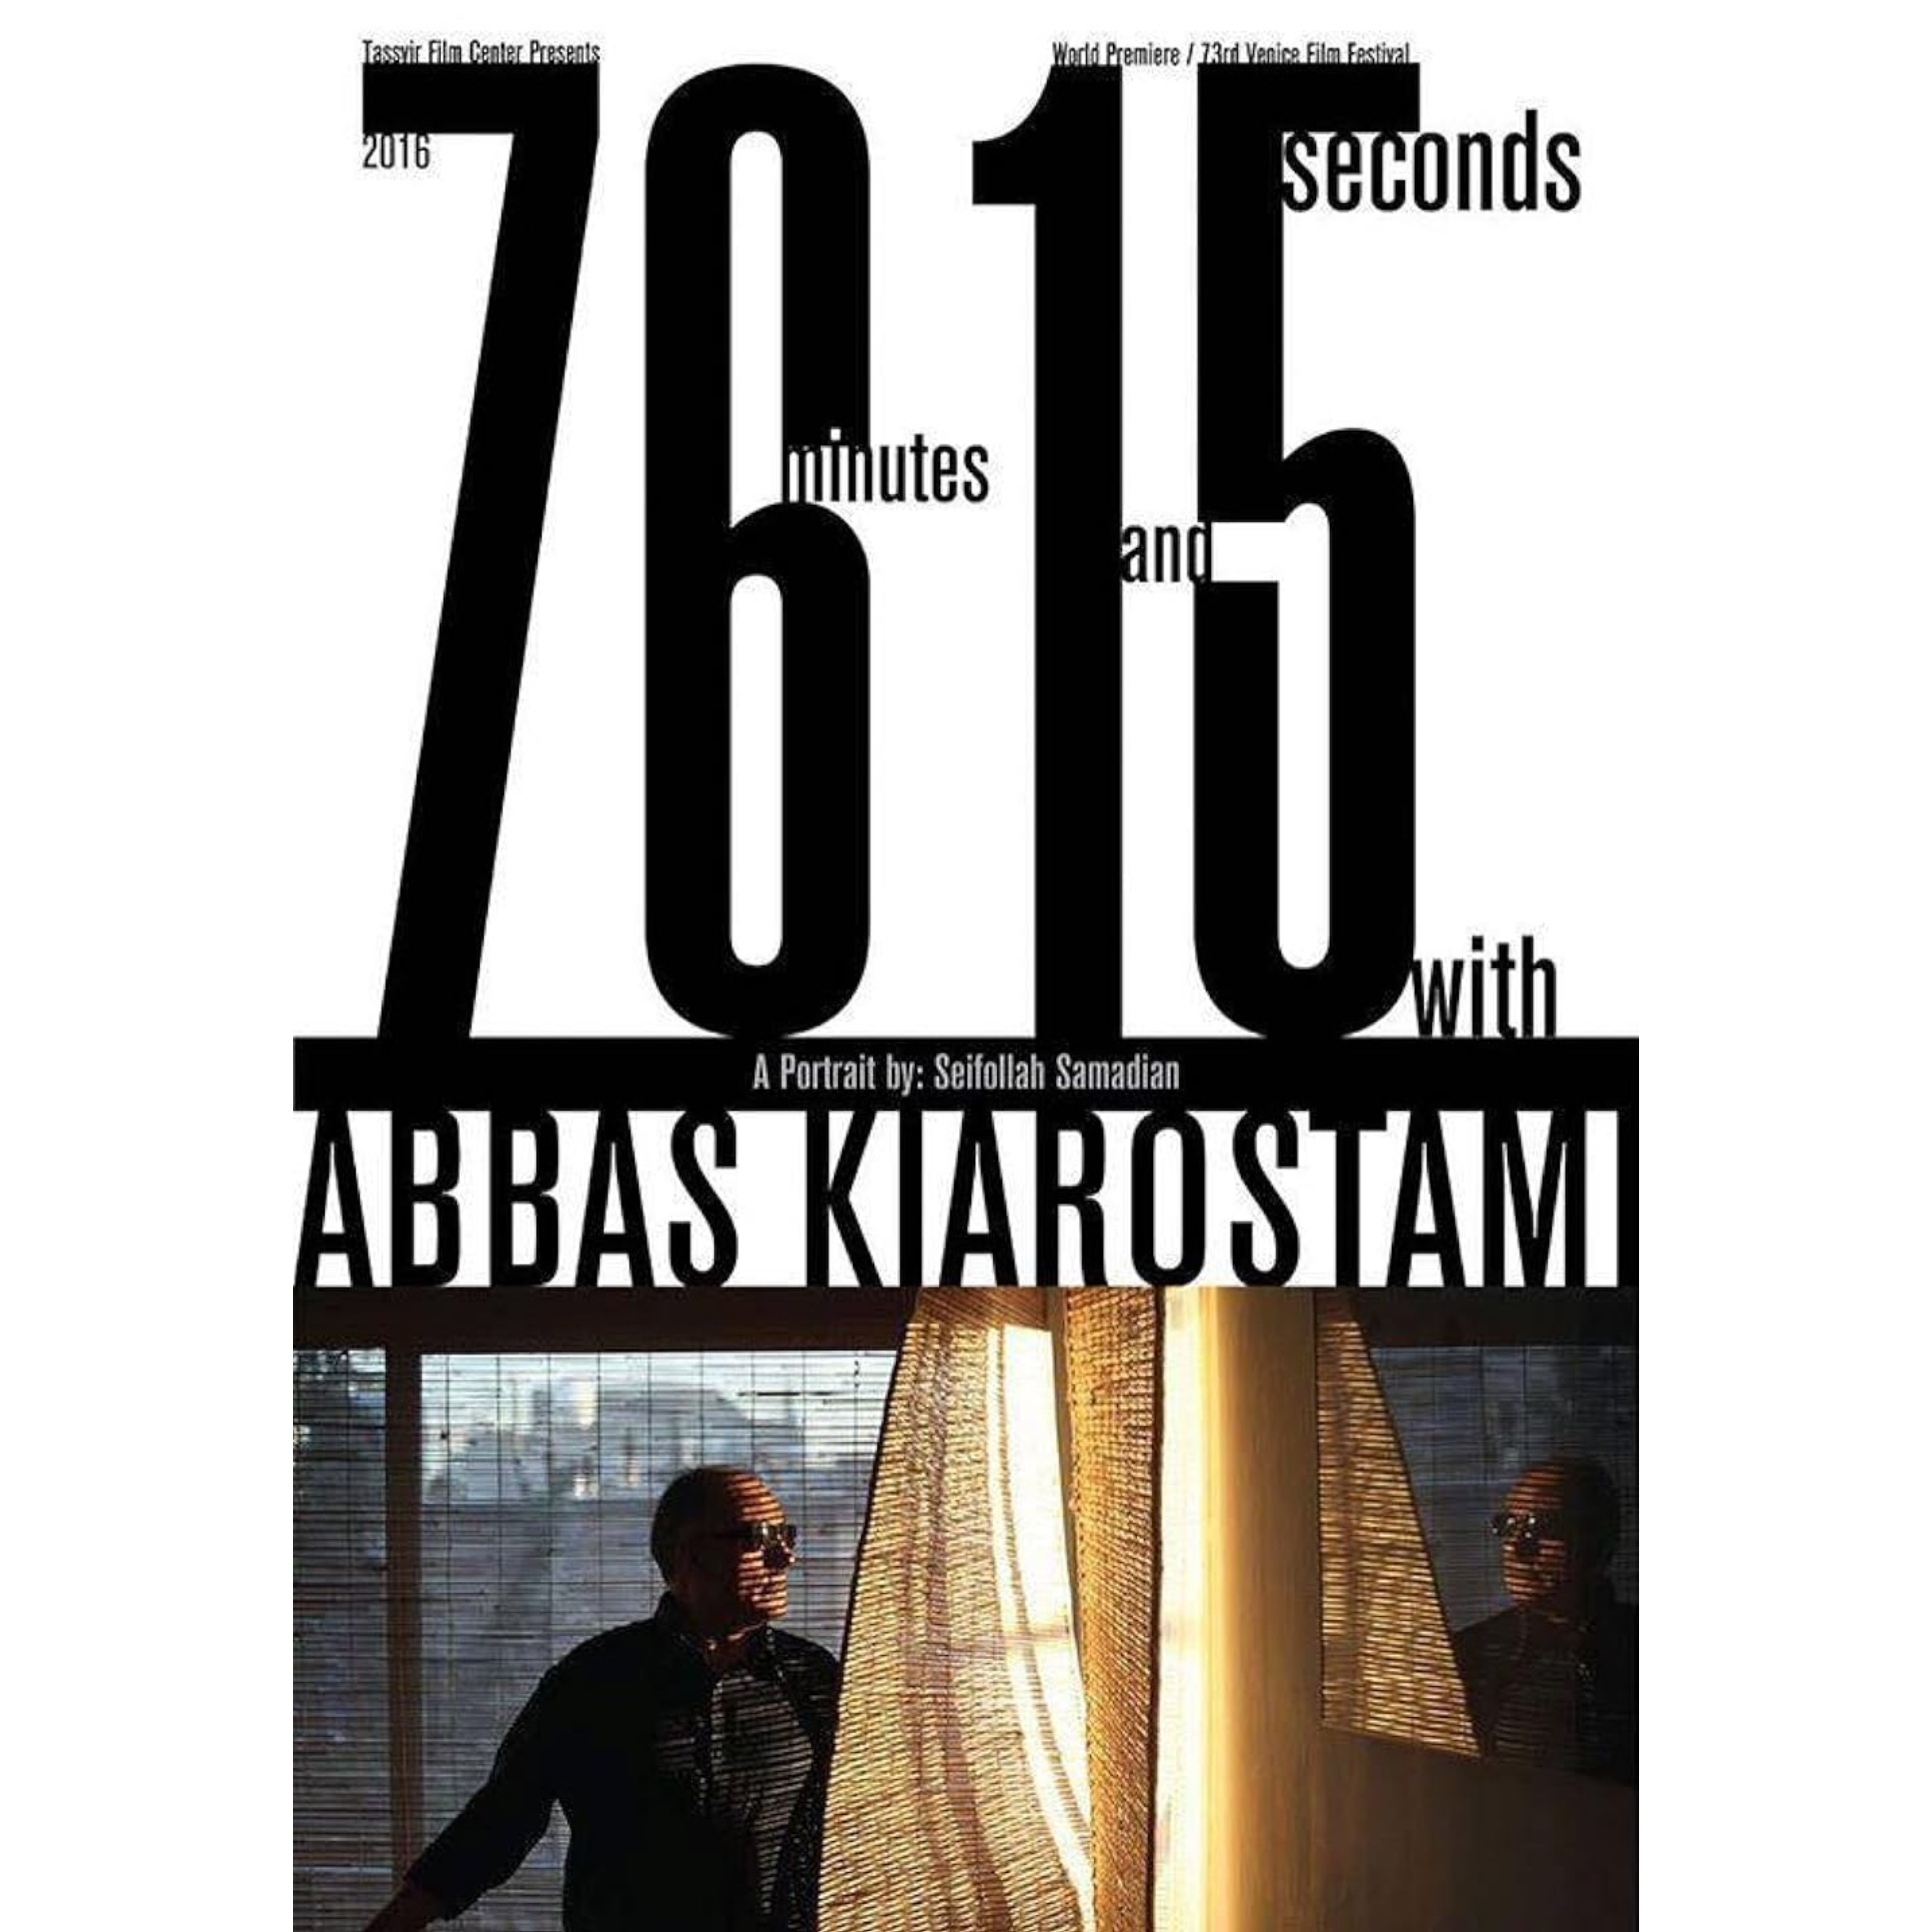 Tassvir Film Center Presents
World Premiere / 73rd Venice Film Festival
2016
76 minutes and 15 seconds with
A Portrait by: Seifollah Samadian
ABBAS KIAROSTAMI